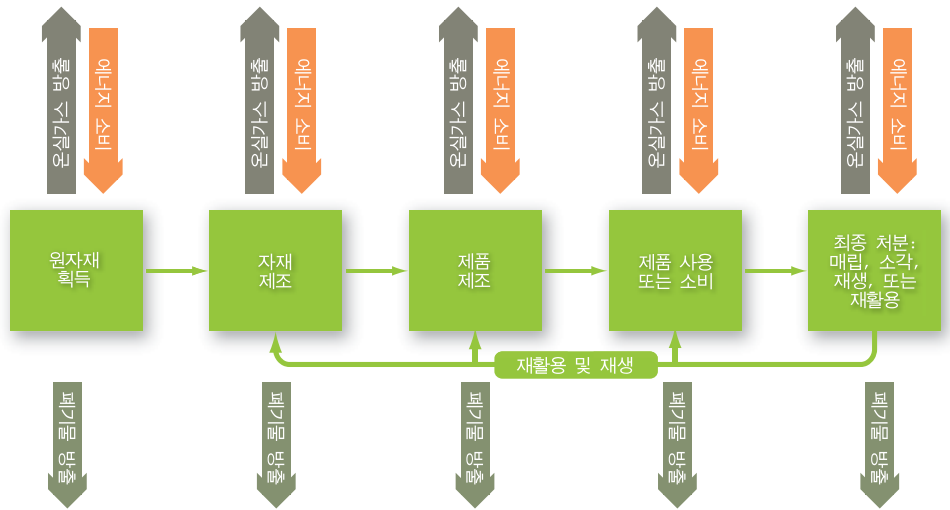 온실가스 방출
에너지 소비
온실가스 방출
에너지 소비
온실가스 방출
에너지 소비
온실가스 방출
에너지 소비
온실가스 방출
에너지 소비
원자재
획득
자재
제조
제품
제조
제품 사용
또는 소비
최종 처분:
매립, 소각,
재생, 또는
재활용
재활용 및 재생
폐기물 방출
폐기물 방출
폐기물 방출
폐기물 방출
폐기물 방출